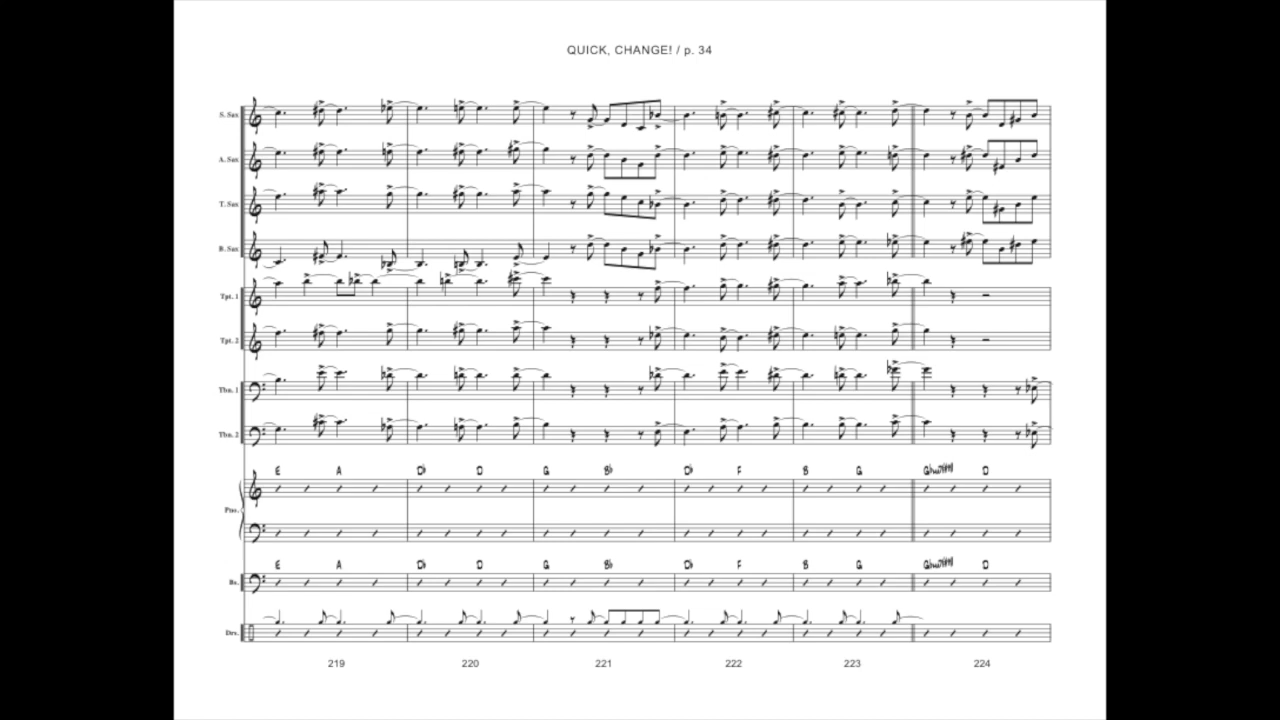 QUICK, CHANGE! / p. 34
S. Sax
A. Sax
T. Sax
B. Sax
Tpt. 1
Tpt. 2
Tbn. 1
Tbn. 2
E A D♭ D G B♭ D♭ F B G D
Pno.
E A D♭ D G B♭ D♭ F B G D
Bs.
Drs.
219 220 221 222 223 224